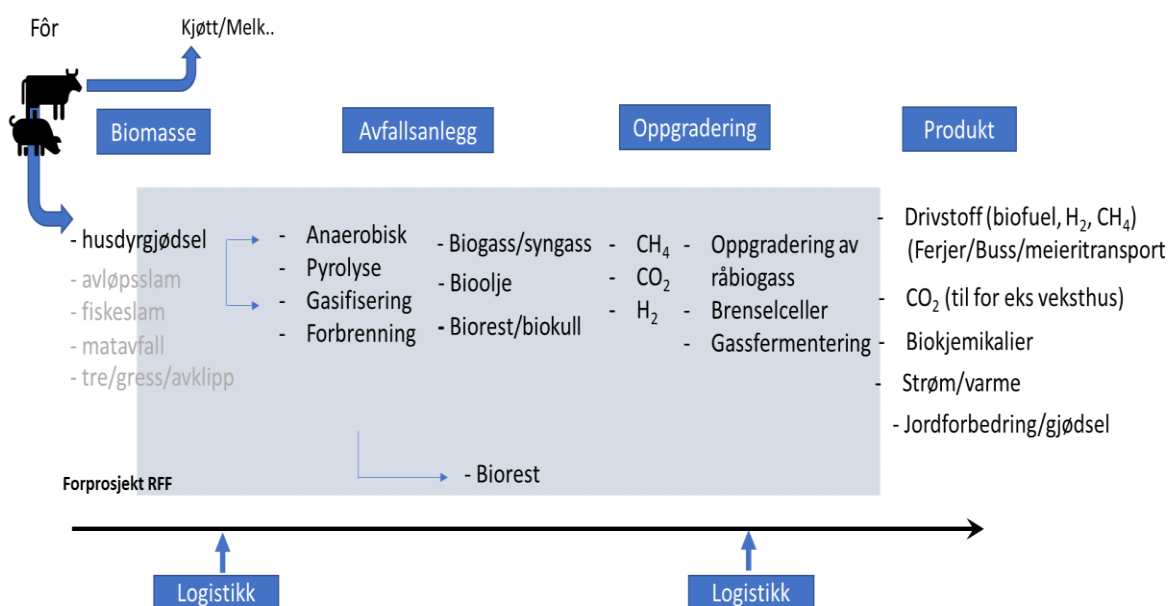 Fôr
Kjøtt/Melk..
Biomasse
Avfallsanlegg
Oppgradering
Produkt
- husdyrgjødsel
- avløpsslam
- fiskeslam
- matavfall
- tre/gress/avklipp
- Anaerobisk
- Pyrolyse
- Gasifisering
- Forbrenning
- Biogass/syngass
- Bioolje
- Biorest/biokull
- Biorest
- CH₄
- CO₂
- H₂
- Oppgradering av
råbiogass
- Brenselceller
- Gassfermentering
- Drivstoff (biofuel, H₂, CH₄)
(Ferjer/Buss/meieritransport
- CO₂ (til for eks veksthus)
- Biokjemikalier
- Strøm/varme
- Jordforbedring/gjødsel
Forprosjekt RFF
Logistikk
Logistikk